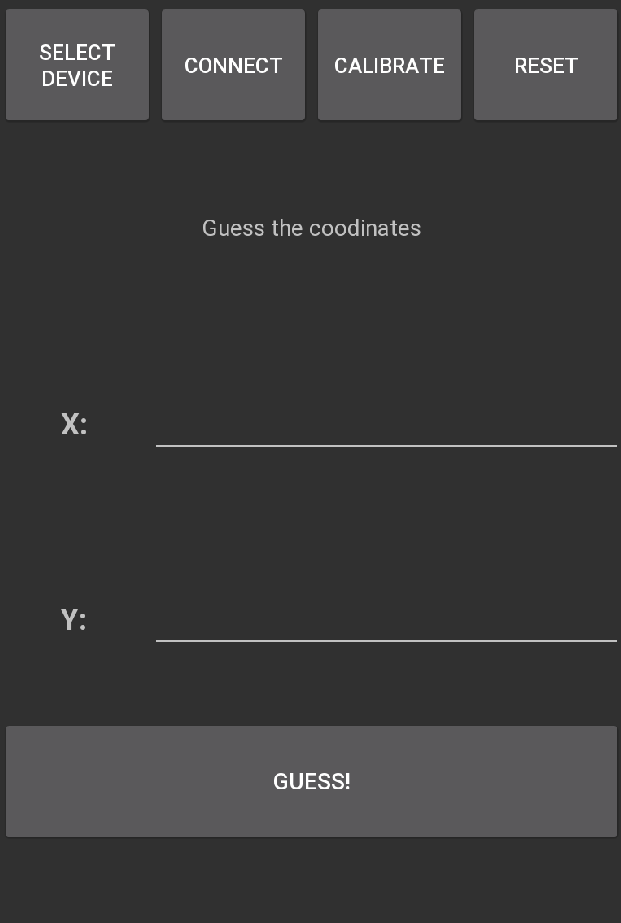 SELECT
DEVICE
CONNECT
CALIBRATE
RESET
Guess the coodinates
X:
Y:
GUESS!